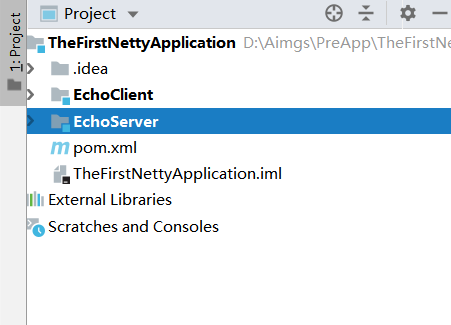 1: Project
Project
TheFirstNettyApplication D:\Aimgs\PreApp\TheFirstNe
.idea
EchoClient
EchoServer
pom.xml
TheFirstNettyApplication.iml
External Libraries
Scratches and Consoles